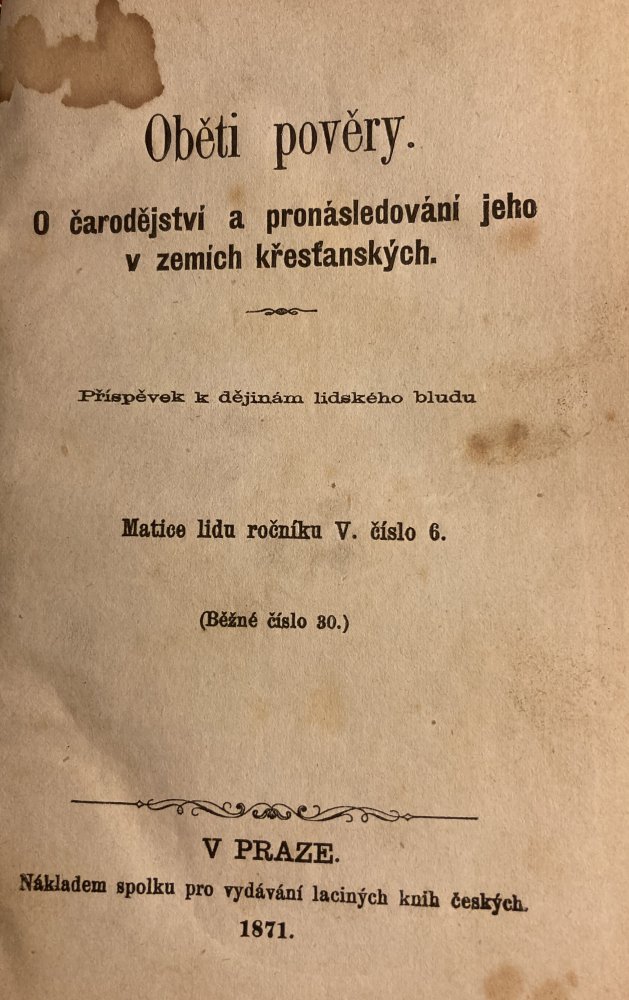 Oběti pověry.
O čarodějství a pronásledování jeho
v zemích křesťanských.
Příspěvek k dějinám lidského bludu
Matice lidu ročníku V. číslo 6.
(Běžné číslo 30.)
V PRAZE.
Nákladem spolku pro vydávání laciných knih českých.
1871.